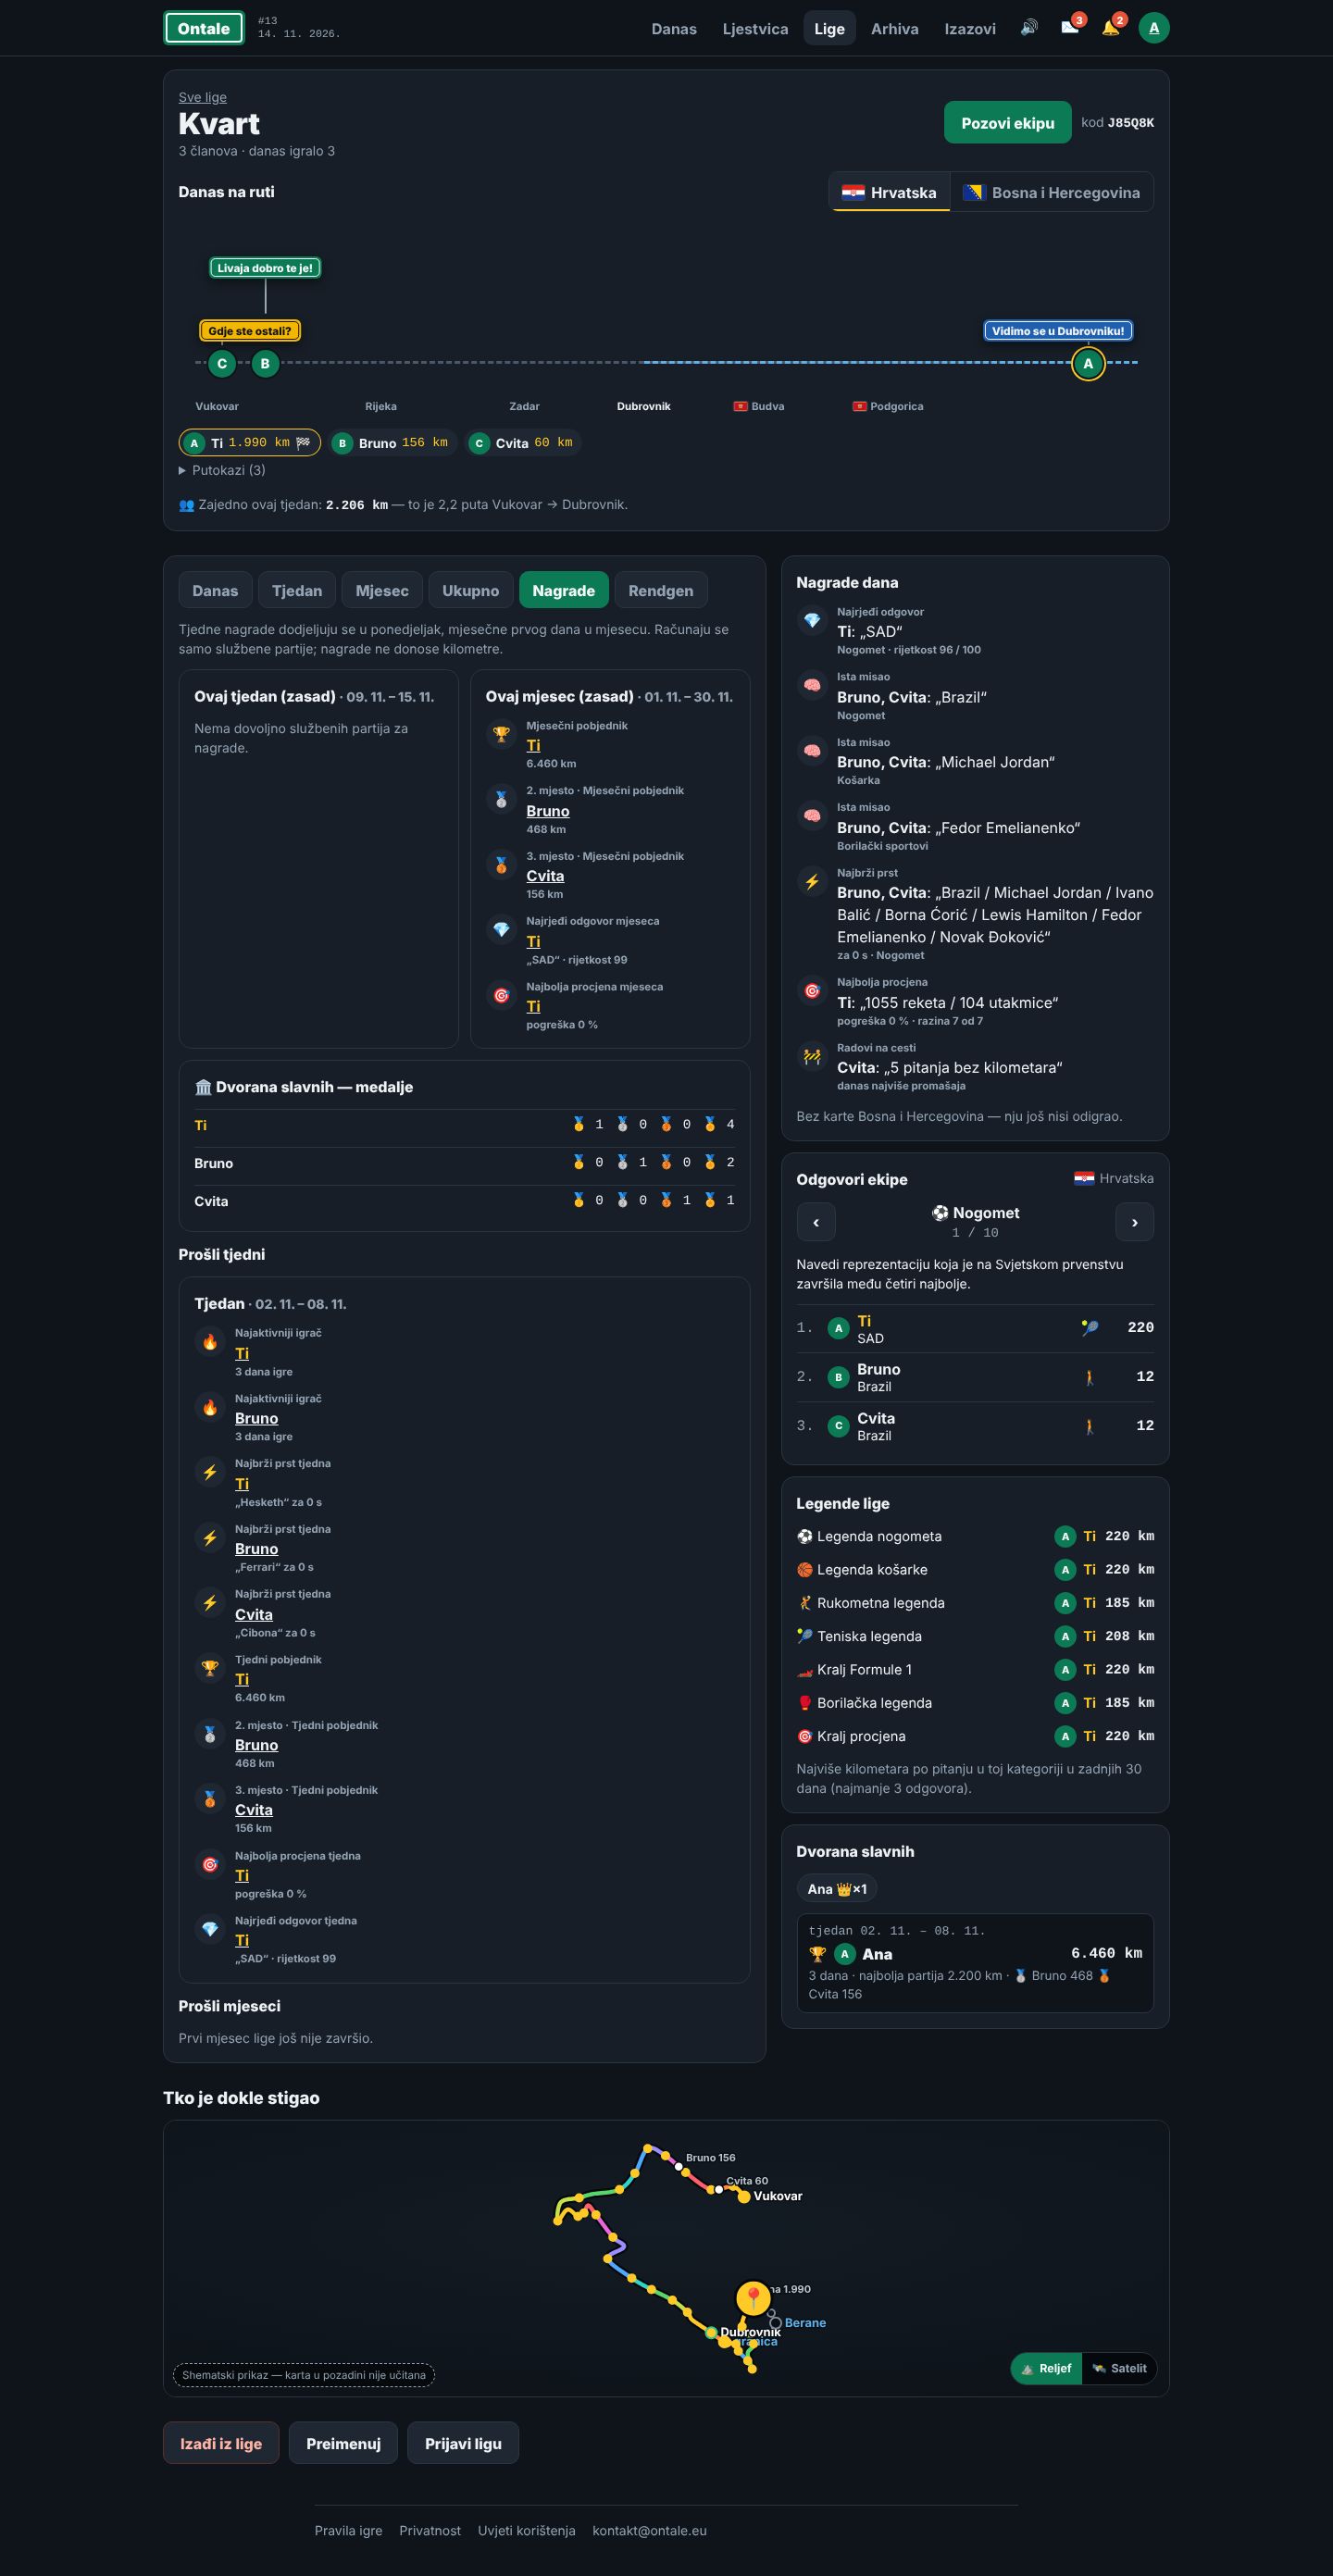 Ontale
#13
14. 11. 2026.
Danas
Ljestvica
Lige
Arhiva
Izazovi
3
2
A
Sve lige
Kvart
3 članova · danas igralo 3
Pozovi ekipu
kod J85Q8K
Danas na ruti
Hrvatska
Bosna i Hercegovina
Livaja dobro te je!
Gdje ste ostali?
Vidimo se u Dubrovniku!
C
B
A
Vukovar
Rijeka
Zadar
Dubrovnik
Budva
Podgorica
A Ti 1.990 km
B Bruno 156 km
C Cvita 60 km
Putokazi (3)
Zajedno ovaj tjedan: 2.206 km — to je 2,2 puta Vukovar → Dubrovnik.
Danas
Tjedan
Mjesec
Ukupno
Nagrade
Rendgen
Tjedne nagrade dodjeljuju se u ponedjeljak, mjesečne prvog dana u mjesecu. Računaju se
samo službene partije; nagrade ne donose kilometre.
Ovaj tjedan (zasad) · 09. 11. – 15. 11.
Nema dovoljno službenih partija za
nagrade.
Ovaj mjesec (zasad) · 01. 11. – 30. 11.
Mjesečni pobjednik
Ti
6.460 km
2. mjesto · Mjesečni pobjednik
Bruno
468 km
3. mjesto · Mjesečni pobjednik
Cvita
156 km
Najrjeđi odgovor mjeseca
Ti
„SAD“ · rijetkost 99
Najbolja procjena mjeseca
Ti
pogreška 0 %
Dvorana slavnih — medalje
Ti 1 0 0 4
Bruno 0 1 0 2
Cvita 0 0 1 1
Prošli tjedni
Tjedan · 02. 11. – 08. 11.
Najaktivniji igrač
Ti
3 dana igre
Najaktivniji igrač
Bruno
3 dana igre
Najbrži prst tjedna
Ti
„Hesketh“ za 0 s
Najbrži prst tjedna
Bruno
„Ferrari“ za 0 s
Najbrži prst tjedna
Cvita
„Cibona“ za 0 s
Tjedni pobjednik
Ti
6.460 km
2. mjesto · Tjedni pobjednik
Bruno
468 km
3. mjesto · Tjedni pobjednik
Cvita
156 km
Najbolja procjena tjedna
Ti
pogreška 0 %
Najrjeđi odgovor tjedna
Ti
„SAD“ · rijetkost 99
Prošli mjeseci
Prvi mjesec lige još nije završio.
Nagrade dana
Najrjeđi odgovor
Ti: „SAD“
Nogomet · rijetkost 96 / 100
Ista misao
Bruno, Cvita: „Brazil“
Nogomet
Ista misao
Bruno, Cvita: „Michael Jordan“
Košarka
Ista misao
Bruno, Cvita: „Fedor Emelianenko“
Borilački sportovi
Najbrži prst
Bruno, Cvita: „Brazil / Michael Jordan / Ivano
Balić / Borna Ćorić / Lewis Hamilton / Fedor
Emelianenko / Novak Đoković“
za 0 s · Nogomet
Najbolja procjena
Ti: „1055 reketa / 104 utakmice“
pogreška 0 % · razina 7 od 7
Radovi na cesti
Cvita: „5 pitanja bez kilometara“
danas najviše promašaja
Bez karte Bosna i Hercegovina — nju još nisi odigrao.
Odgovori ekipe
Hrvatska
‹
Nogomet
1 / 10
›
Navedi reprezentaciju koja je na Svjetskom prvenstvu
završila među četiri najbolje.
1. A Ti 220
SAD
2. B Bruno 12
Brazil
3. C Cvita 12
Brazil
Legende lige
Legenda nogometa A Ti 220 km
Legenda košarke A Ti 220 km
Rukometna legenda A Ti 185 km
Teniska legenda A Ti 208 km
Kralj Formule 1 A Ti 220 km
Borilačka legenda A Ti 185 km
Kralj procjena A Ti 220 km
Najviše kilometara po pitanju u toj kategoriji u zadnjih 30
dana (najmanje 3 odgovora).
Dvorana slavnih
Ana ×1
tjedan 02. 11. – 08. 11.
A Ana 6.460 km
3 dana · najbolja partija 2.200 km · Bruno 468
Cvita 156
Tko je dokle stigao
Bruno 156
Cvita 60
Vukovar
1.990
Berane
Dubrovnik
Shematski prikaz — karta u pozadini nije učitana
Reljef
Satelit
Izađi iz lige
Preimenuj
Prijavi ligu
Pravila igre
Privatnost
Uvjeti korištenja
kontakt@ontale.eu